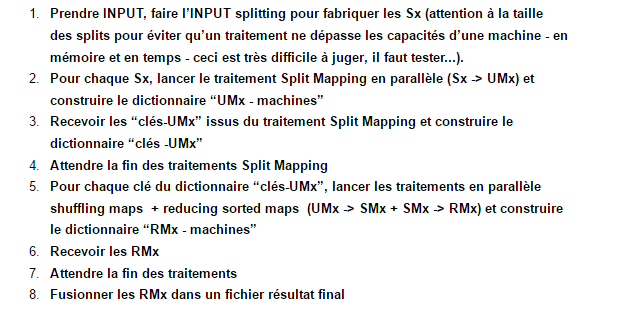 1. Prendre INPUT, faire l’INPUT splitting pour fabriquer les Sx (attention à la taille
des splits pour éviter qu’un traitement ne dépasse les capacités d’une machine - en
mémoire et en temps - ceci est très difficile à juger, il faut tester...).
2. Pour chaque Sx, lancer le traitement Split Mapping en parallèle (Sx -> UMx) et
construire le dictionnaire “UMx - machines”
3. Recevoir les “clés-UMx” issus du traitement Split Mapping et construire le
dictionnaire “clés -UMx”
4. Attendre la fin des traitements Split Mapping
5. Pour chaque clé du dictionnaire “clés-UMx”, lancer les traitements en parallèle
shuffling maps + reducing sorted maps (UMx -> SMx + SMx -> RMx) et construire
le dictionnaire “RMx - machines”
6. Recevoir les RMx
7. Attendre la fin des traitements
8. Fusionner les RMx dans un fichier résultat final